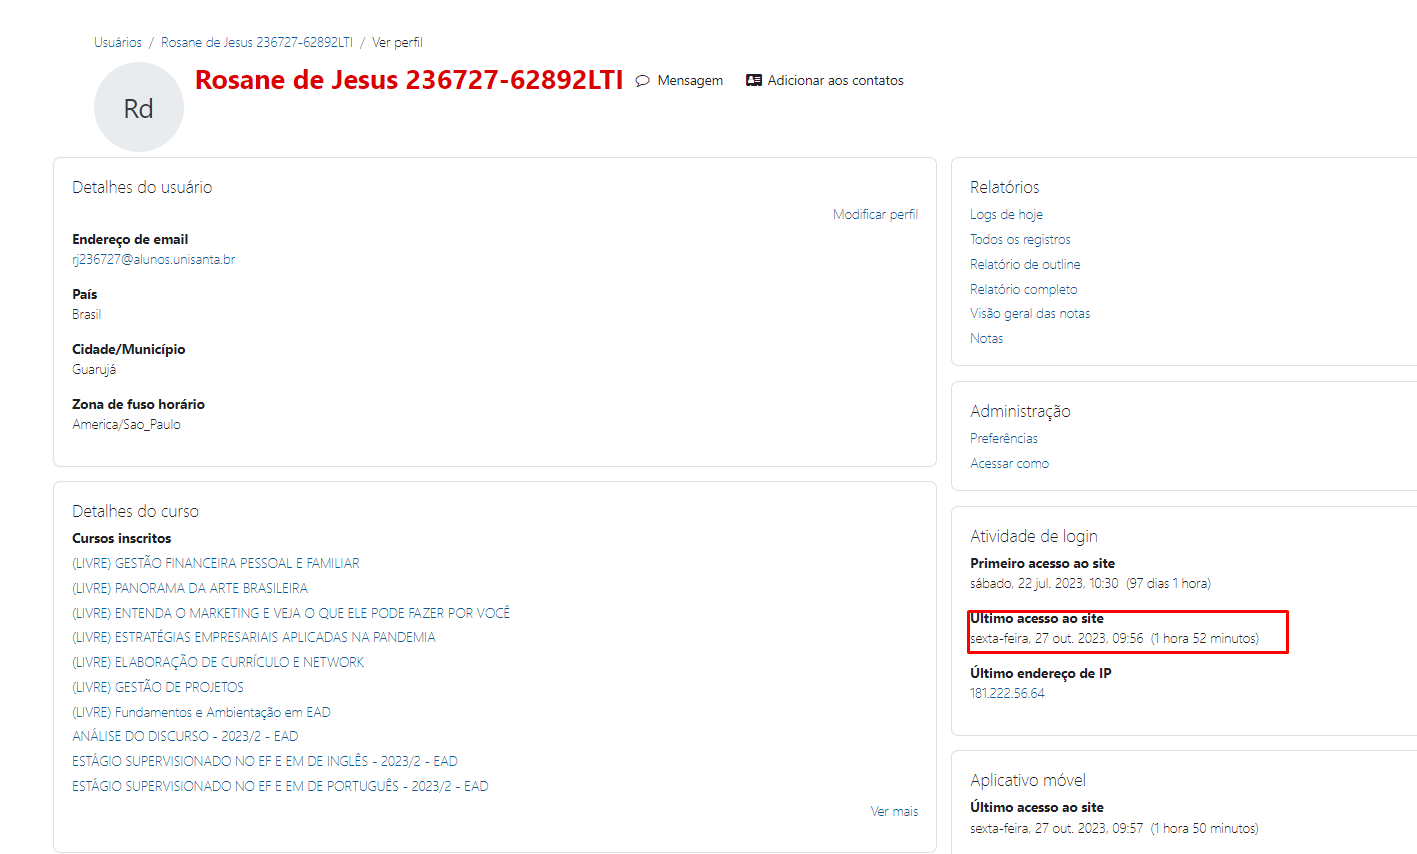 Usuários / Rosane de Jesus 236727-62892LTI / Ver perfil
Rd
Rosane de Jesus 236727-62892LTI Mensagem Adicionar aos contatos
Detalhes do usuário
Modificar perfil
Endereço de email
rj236727@alunos.unisanta.br
País
Brasil
Cidade/Município
Guarujá
Zona de fuso horário
America/Sao_Paulo
Detalhes do curso
Cursos inscritos
(LIVRE) GESTÃO FINANCEIRA PESSOAL E FAMILIAR
(LIVRE) PANORAMA DA ARTE BRASILEIRA
(LIVRE) ENTENDA O MARKETING E VEJA O QUE ELE PODE FAZER POR VOCÊ
(LIVRE) ESTRATÉGIAS EMPRESARIAIS APLICADAS NA PANDEMIA
(LIVRE) ELABORAÇÃO DE CURRÍCULO E NETWORK
(LIVRE) GESTÃO DE PROJETOS
(LIVRE) Fundamentos e Ambientação em EAD
ANÁLISE DO DISCURSO - 2023/2 - EAD
ESTÁGIO SUPERVISIONADO NO EF E EM DE INGLÊS - 2023/2 - EAD
ESTÁGIO SUPERVISIONADO NO EF E EM DE PORTUGUÊS - 2023/2 - EAD
Ver mais
Relatórios
Logs de hoje
Todos os registros
Relatório de outline
Relatório completo
Visão geral das notas
Notas
Administração
Preferências
Acessar como
Atividade de login
Primeiro acesso ao site
sábado, 22 jul. 2023, 10:30 (97 dias 1 hora)
Último acesso ao site
sexta-feira, 27 out. 2023, 09:56 (1 hora 52 minutos)
Último endereço de IP
181.222.56.64
Aplicativo móvel
Último acesso ao site
sexta-feira, 27 out. 2023, 09:57 (1 hora 50 minutos)